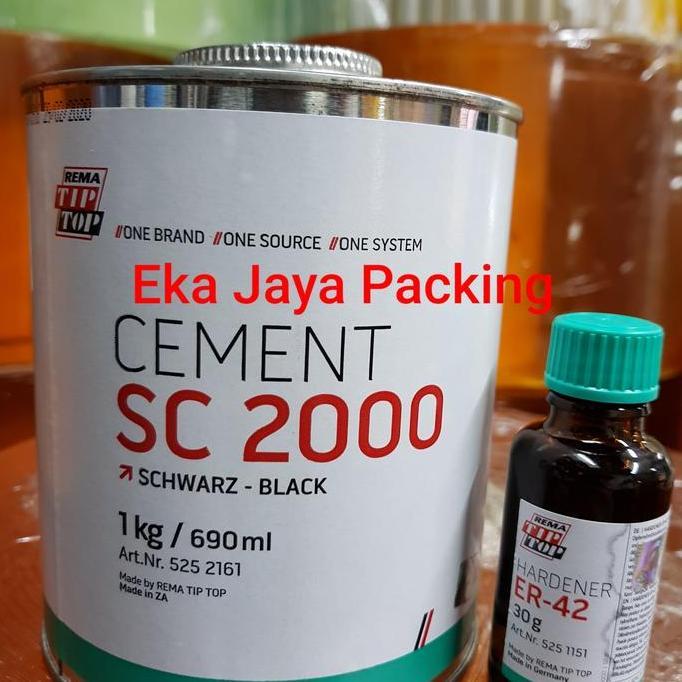 2020
REMA
TIP
TOP
//ONE BRAND //ONE SOURCE //ONE SYSTEM
Eka Jaya Packing
CEMENT
SC 2000
SCHWARZ - BLACK
1kg / 690ml
Art.Nr. 525 2161
Made by REMA TIP TOP
Made in ZA
REMA
TIP
TOP
HARDENER
ER-42
30g
Art.Nr. 525 1151
Made by REMA TIP TOP
Made in Germany